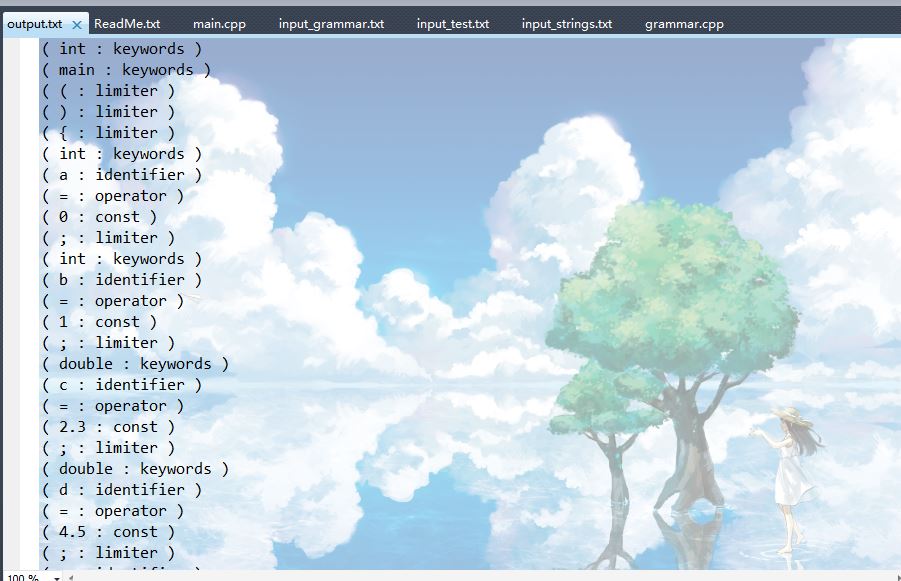 output.txt × ReadMe.txt main.cpp input_grammar.txt input_test.txt input_strings.txt grammar.cpp
( int : keywords )
( main : keywords )
( ( : limiter )
( ) : limiter )
( { : limiter )
( int : keywords )
( a : identifier )
( = : operator )
( 0 : const )
( ; : limiter )
( int : keywords )
( b : identifier )
( = : operator )
( 1 : const )
( ; : limiter )
( double : keywords )
( c : identifier )
( = : operator )
( 2.3 : const )
( ; : limiter )
( double : keywords )
( d : identifier )
( = : operator )
( 4.5 : const )
( ; : limiter )
100 %